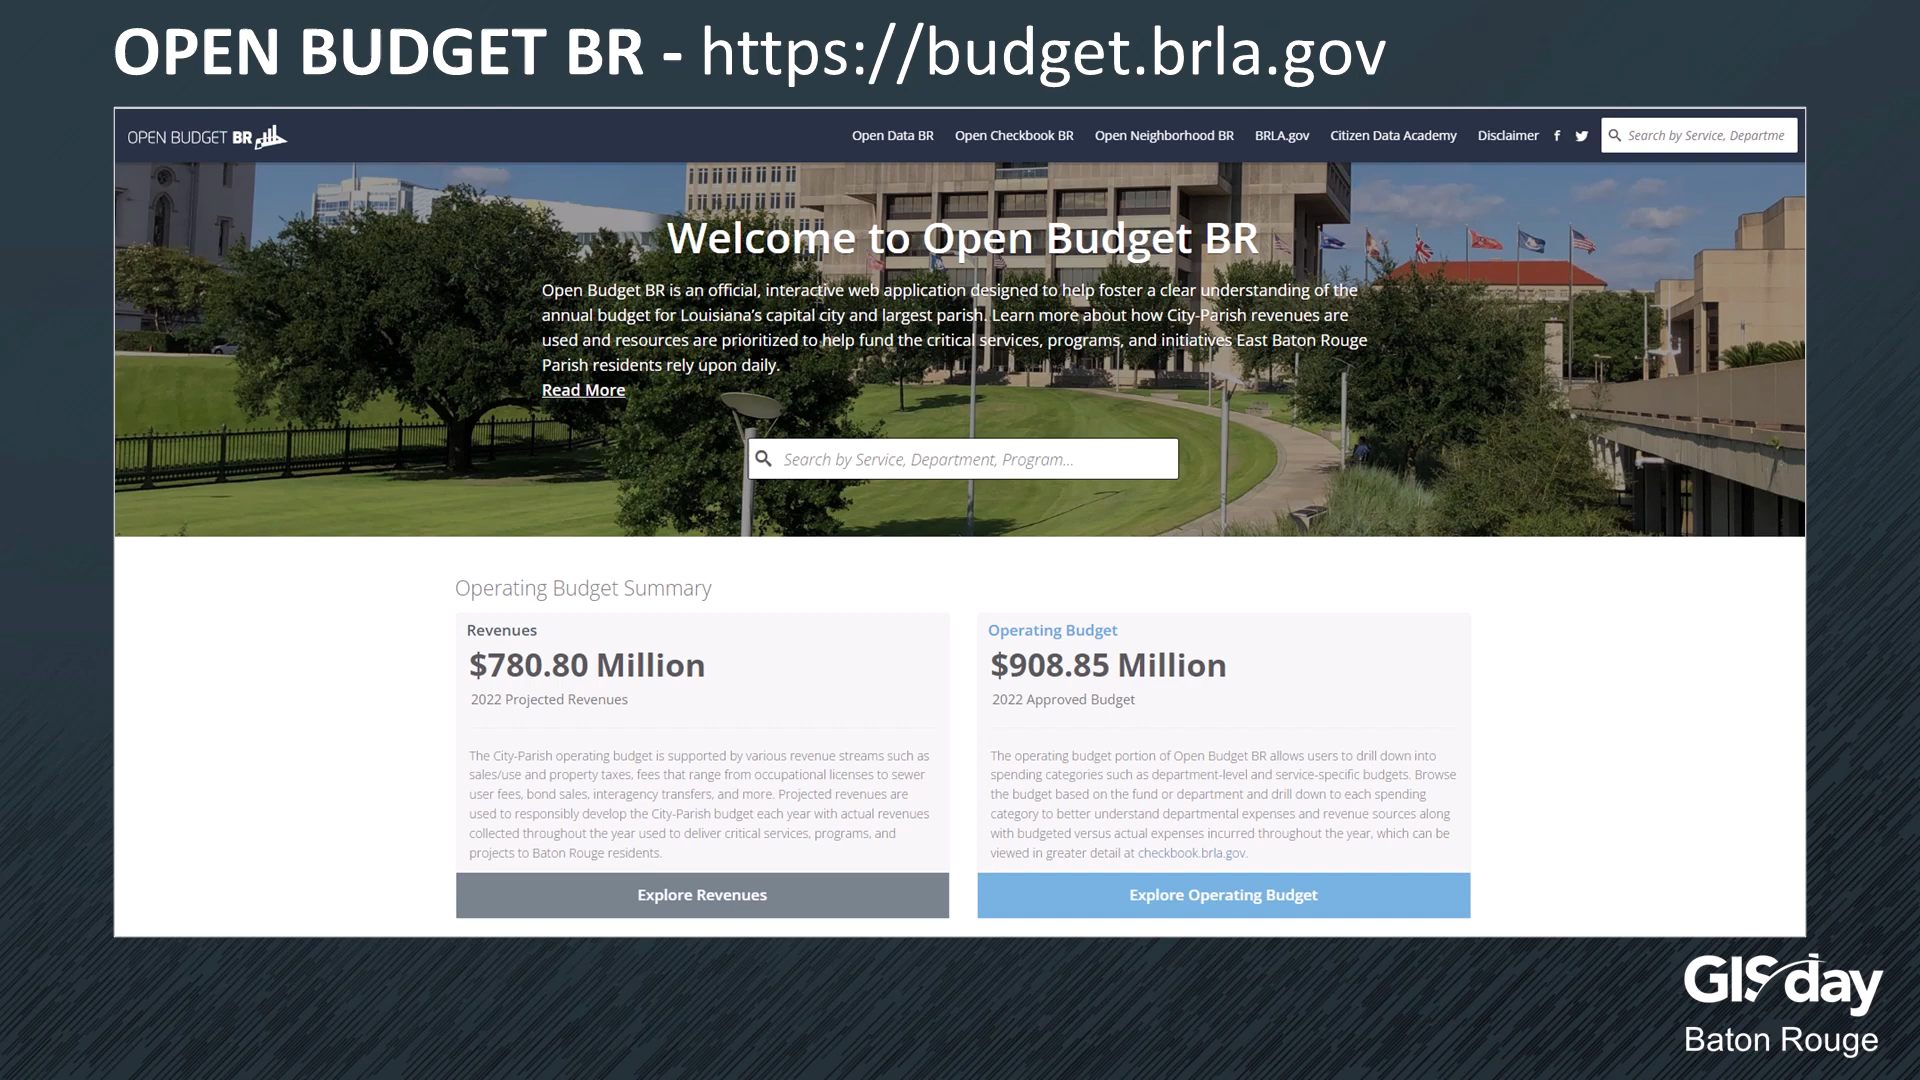 OPEN BUDGET BR - https://budget.brla.gov
OPEN BUDGET BR
Open Data BR
Open Checkbook BR
Open Neighborhood BR
BRLA.gov
Citizen Data Academy
Disclaimer
Search by Service, Departme
Welcome to Open Budget BR
Open Budget BR is an official, interactive web application designed to help foster a clear understanding of the
annual budget for Louisiana’s capital city and largest parish. Learn more about how City-Parish revenues are
used and resources are prioritized to help fund the critical services, programs, and initiatives East Baton Rouge
Parish residents rely upon daily.
Read More
Search by Service, Department, Program...
Operating Budget Summary
Revenues
$780.80 Million
2022 Projected Revenues
The City-Parish operating budget is supported by various revenue streams such as
sales/use and property taxes, fees that range from occupational licenses to sewer
user fees, bond sales, interagency transfers, and more. Projected revenues are
used to responsibly develop the City-Parish budget each year with actual revenues
collected throughout the year used to deliver critical services, programs, and
projects to Baton Rouge residents.
Explore Revenues
Operating Budget
$908.85 Million
2022 Approved Budget
The operating budget portion of Open Budget BR allows users to drill down into
spending categories such as department-level and service-specific budgets. Browse
the budget based on the fund or department and drill down to each spending
category to better understand departmental expenses and revenue sources along
with budgeted versus actual expenses incurred throughout the year, which can be
viewed in greater detail at checkbook.brla.gov.
Explore Operating Budget
GISday
Baton Rouge